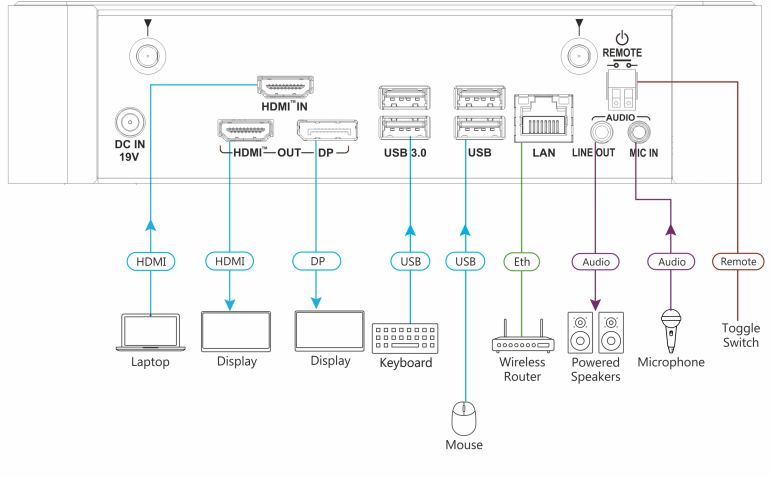 REMOTE
HDMI™ IN
AUDIO
DC IN
19V
HDMI™ OUT DP
USB 3.0
USB
LAN
LINE OUT
MIC IN
HDMI
HDMI
DP
USB
USB
Eth
Audio
Audio
Remote
Laptop
Display
Display
Keyboard
Wireless
Router
Powered
Speakers
Microphone
Toggle
Switch
Mouse